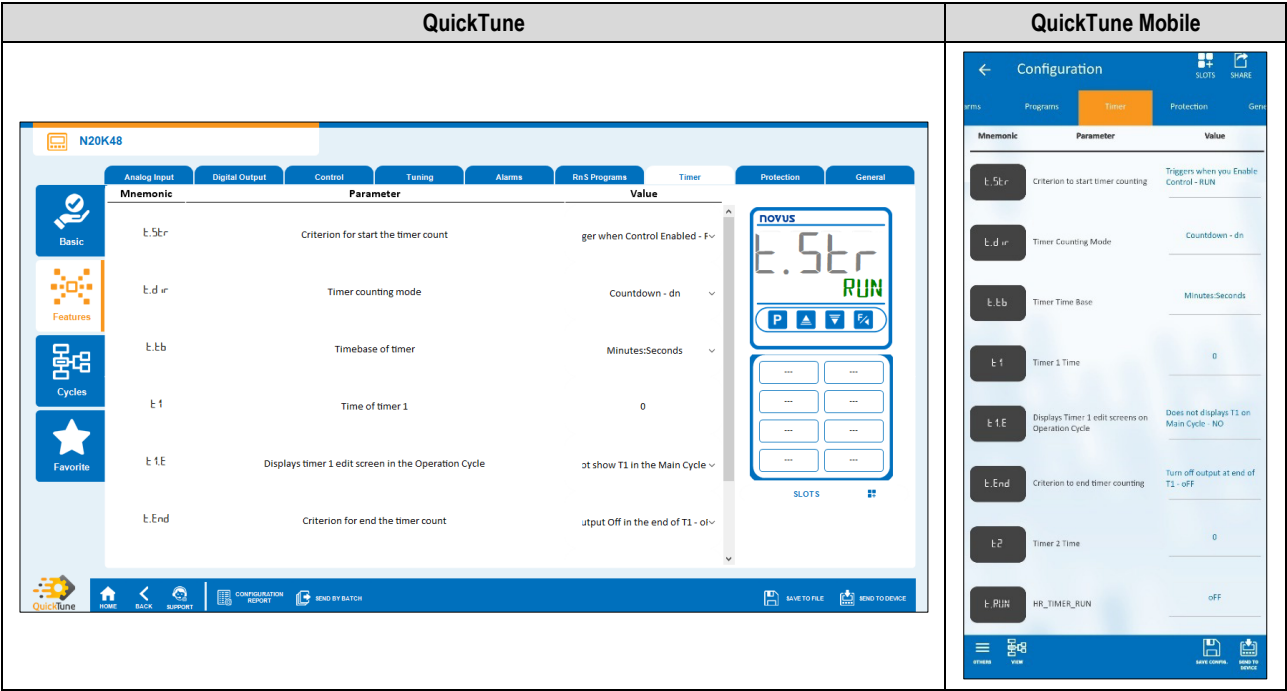 QuickTune
QuickTune Mobile
N20K48
Analog Input
Digital Output
Control
Tuning
Alarms
RnS Programs
Timer
Protection
General
Mnemonic
Parameter
Value
Basic
Features
Cycles
Favorite
t.Str
Criterion for start the timer count
ger when Control Enabled - R
t.dir
Timer counting mode
Countdown - dn
t.tb
Timebase of timer
Minutes:Seconds
t1
Time of timer 1
0
t1.E
Displays timer 1 edit screen in the Operation Cycle
ot show T1 in the Main Cycle
t.End
Criterion for end the timer count
utput Off in the end of T1 - of
novus
t.Str
RUN
P
F/
---
---
---
---
---
---
---
---
SLOTS
QuickTune
HOME
BACK
SUPPORT
CONFIGURATION
REPORT
SEND BY BATCH
SAVE TO FILE
SEND TO DEVICE
Configuration
SLOTS
SHARE
arms
Programs
Timer
Protection
Gene
Mnemonic
Parameter
Value
t.Str
Criterion to start timer counting
Triggers when you Enable
Control - RUN
t.dir
Timer Counting Mode
Countdown - dn
t.tb
Timer Time Base
Minutes:Seconds
t1
Timer 1 Time
0
t1.E
Displays Timer 1 edit screens on
Operation Cycle
Does not displays T1 on
Main Cycle - NO
t.End
Criterion to end timer counting
Turn off output at end of
T1 - oFF
t2
Timer 2 Time
0
t.RUN
HR_TIMER_RUN
oFF
OTHERS
VIEW
SAVE CONFIG.
SEND TO
DEVICE